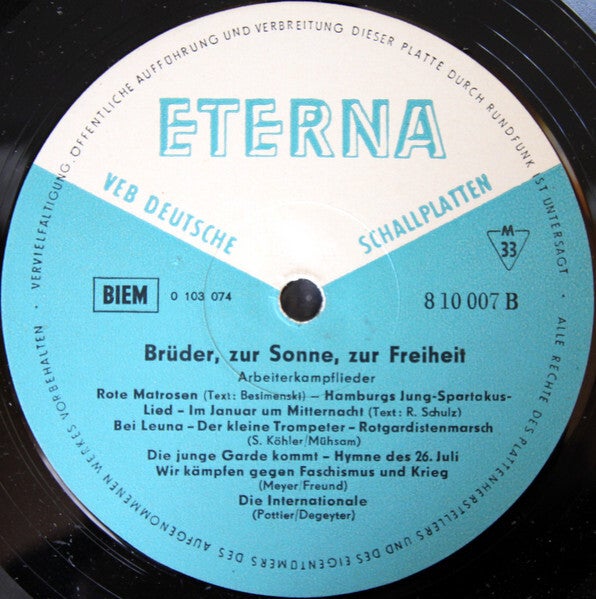 VERVIELFÄLTIGUNG, ÖFFENTLICHE AUFFÜHRUNG UND VERBREITUNG DIESER PLATTE DURCH RUNDFUNK IST UNTERSAGT •
ETERNA
VEB DEUTSCHE SCHALLPLATTEN
M
33
BIEM 0 103 074
8 10 007 B
Brüder, zur Sonne, zur Freiheit
Arbeiterkampflieder
Rote Matrosen (Text: Besimenski) – Hamburgs Jung-Spartakus-
Lied – Im Januar um Mitternacht (Text: R. Schulz)
Bei Leuna – Der kleine Trompeter – Rotgardistenmarsch
(S. Köhler/Mühsam)
Die junge Garde kommt – Hymne des 26. Juli
Wir kämpfen gegen Faschismus und Krieg
(Meyer/Freund)
Die Internationale
(Pottier/Degeyter)
ALLE RECHTE DES PLATTENHERSTELLERS UND DES EIGENTÜMERS DES AUFGENOMMENEN WERKES VORBEHALTEN •